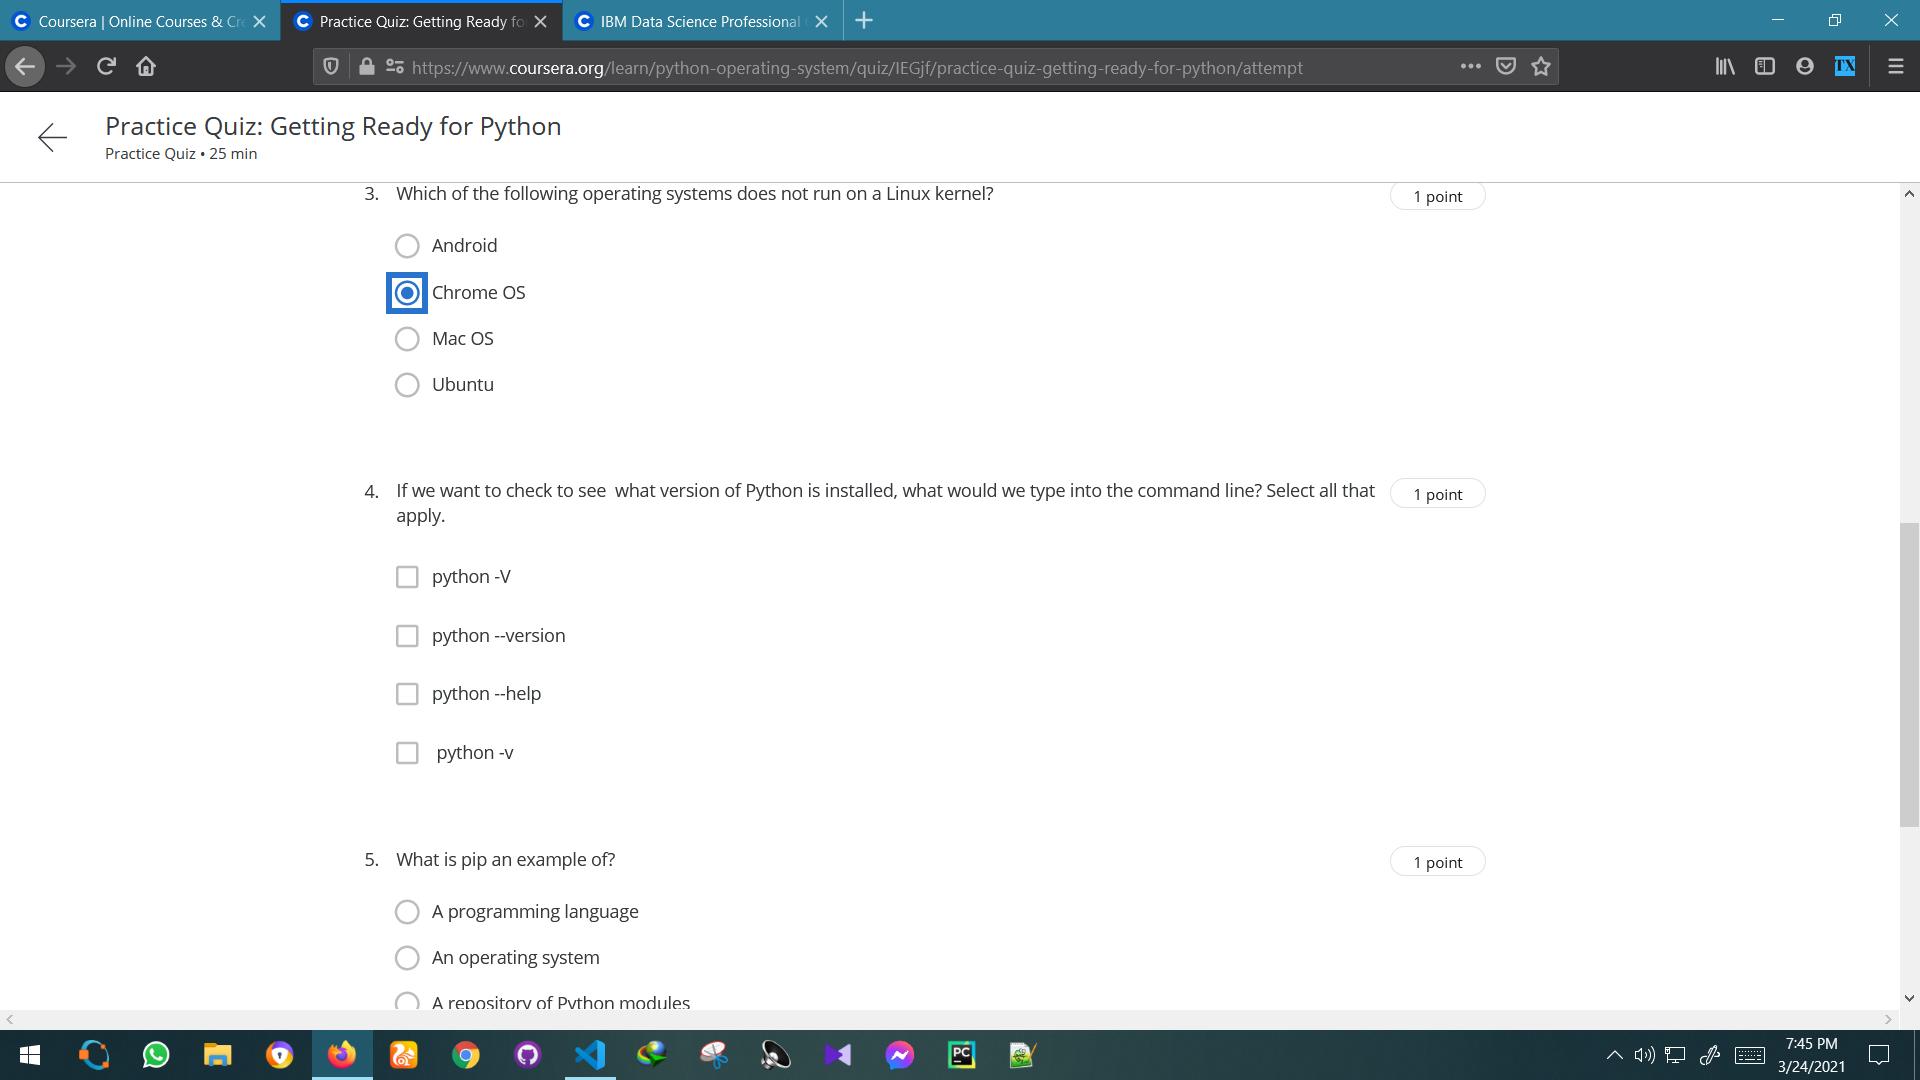 Coursera | Online Courses & Cre
Practice Quiz: Getting Ready fo
IBM Data Science Professional
https://www.coursera.org/learn/python-operating-system/quiz/IEGjf/practice-quiz-getting-ready-for-python/attempt
TX
Practice Quiz: Getting Ready for Python
Practice Quiz • 25 min
3. Which of the following operating systems does not run on a Linux kernel?
1 point
Android
Chrome OS
Mac OS
Ubuntu
4. If we want to check to see  what version of Python is installed, what would we type into the command line? Select all that
apply.
1 point
python -V
python --version
python --help
python -v
5. What is pip an example of?
1 point
A programming language
An operating system
A repository of Python modules
PC
7:45 PM
3/24/2021